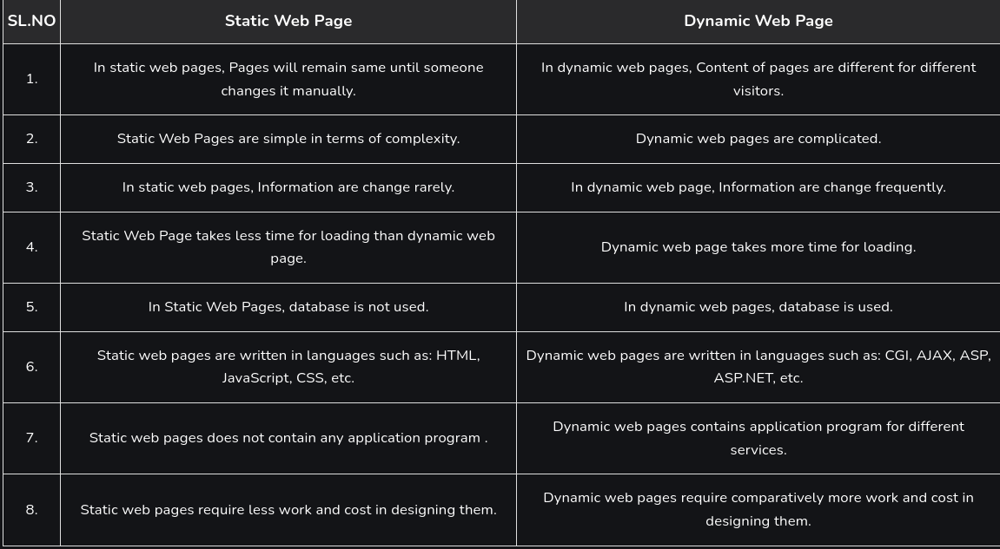 SL.NO Static Web Page Dynamic Web Page
1.
In static web pages, Pages will remain same until someone
changes it manually.
In dynamic web pages, Content of pages are different for different
visitors.
2.
Static Web Pages are simple in terms of complexity.
Dynamic web pages are complicated.
3.
In static web pages, Information are change rarely.
In dynamic web page, Information are change frequently.
4.
Static Web Page takes less time for loading than dynamic web
page.
Dynamic web page takes more time for loading.
5.
In Static Web Pages, database is not used.
In dynamic web pages, database is used.
6.
Static web pages are written in languages such as: HTML,
JavaScript, CSS, etc.
Dynamic web pages are written in languages such as: CGI, AJAX, ASP,
ASP.NET, etc.
7.
Static web pages does not contain any application program .
Dynamic web pages contains application program for different
services.
8.
Static web pages require less work and cost in designing them.
Dynamic web pages require comparatively more work and cost in
designing them.